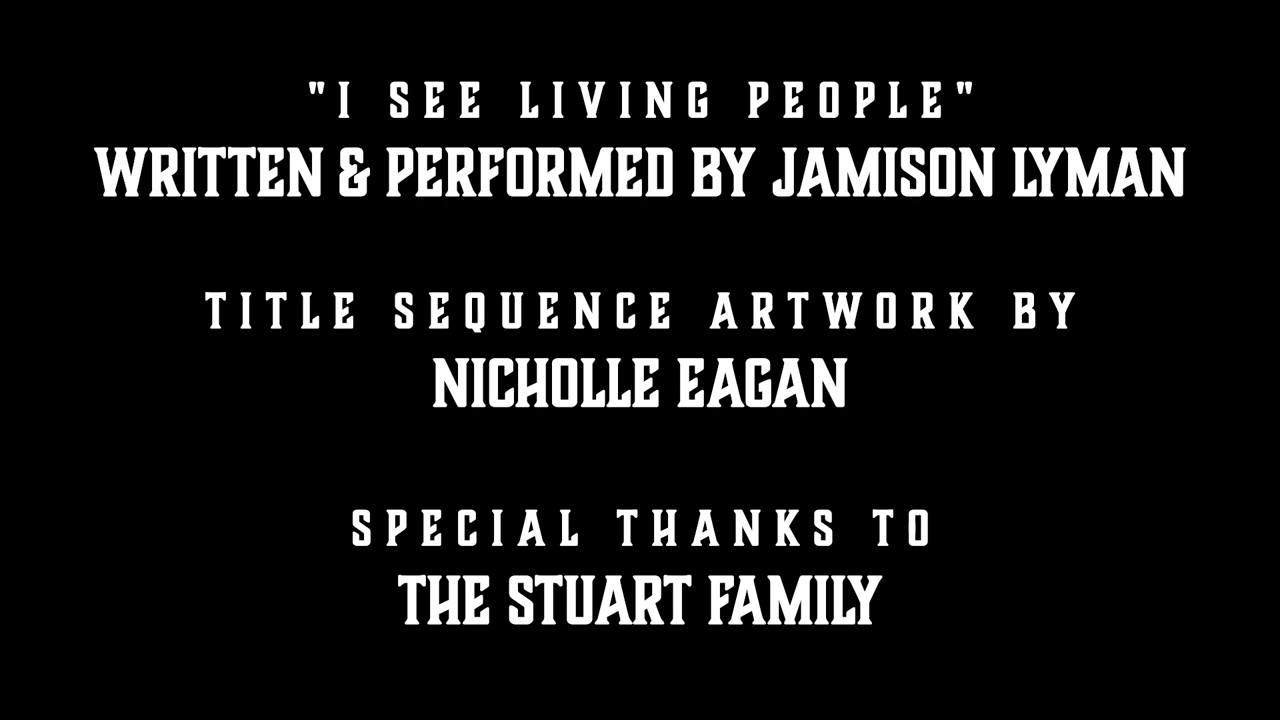 "I SEE LIVING PEOPLE"
WRITTEN & PERFORMED BY JAMISON LYMAN
TITLE SEQUENCE ARTWORK BY
NICHOLLE EAGAN
SPECIAL THANKS TO
THE STUART FAMILY